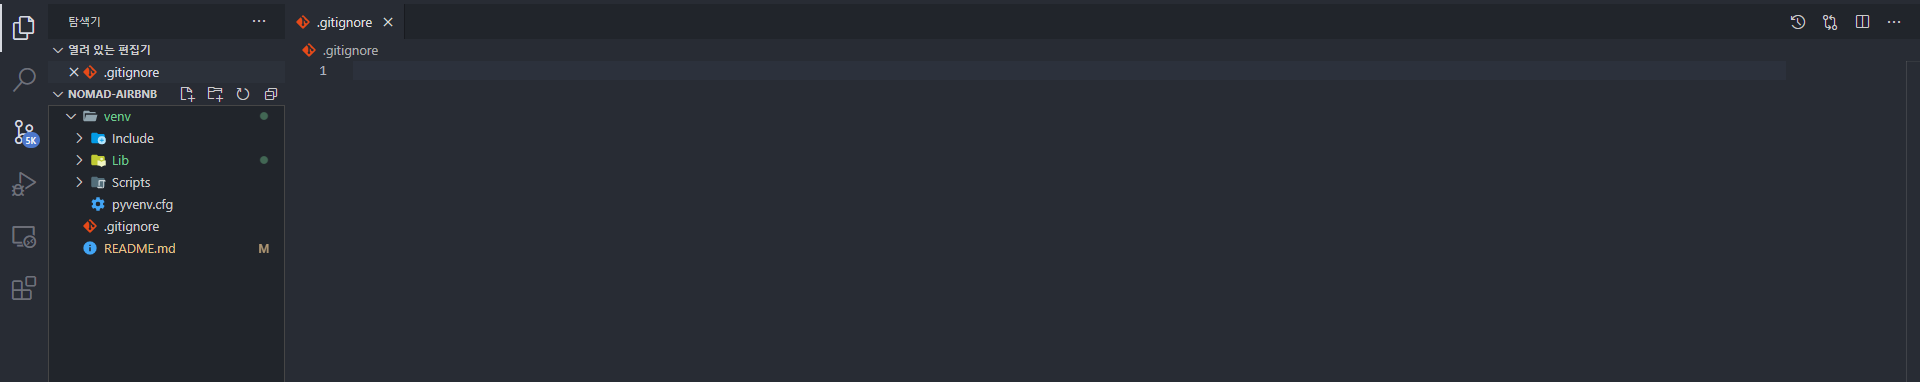 탐색기
.gitignore
열려 있는 편집기
.gitignore
.gitignore
1
NOMAD-AIRBNB
venv
Include
5K
Lib
Scripts
pyvenv.cfg
.gitignore
README.md M